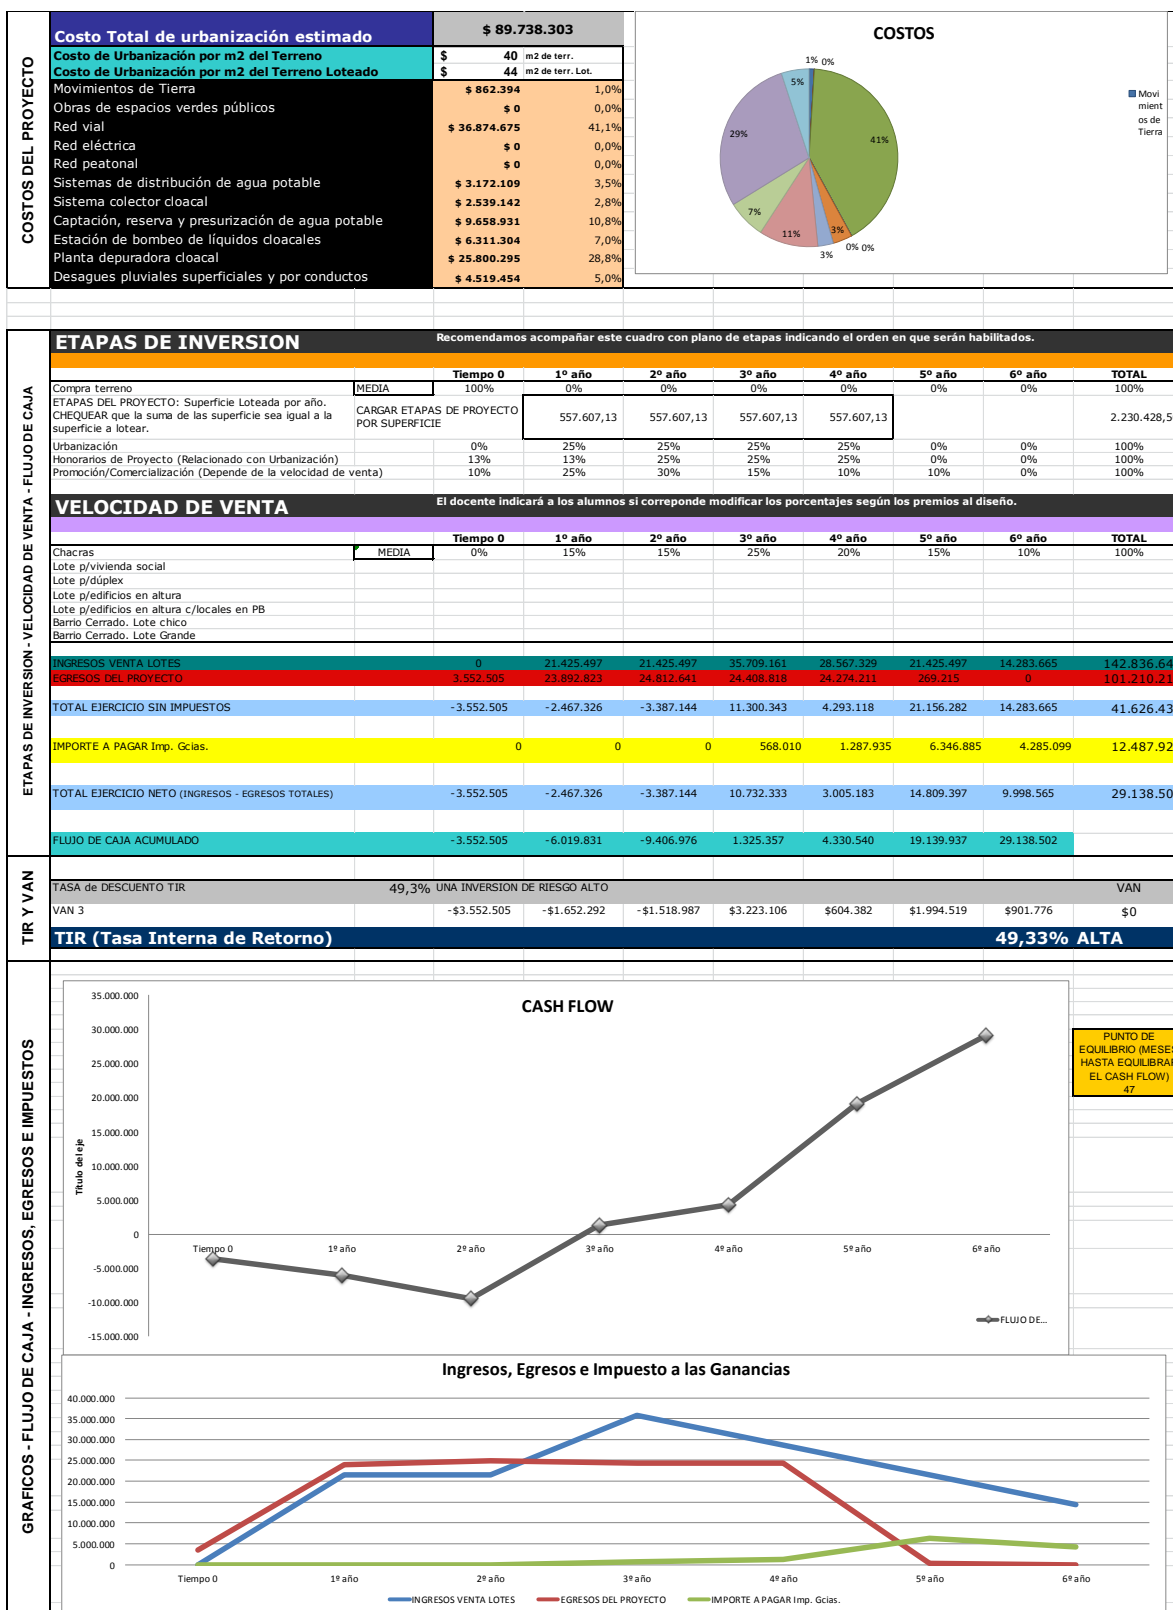 COSTOS DEL PROYECTO
Costo Total de urbanización estimado $ 89.738.303
Costo de Urbanización por m2 del Terreno $ 40 m2 de terr.
Costo de Urbanización por m2 del Terreno Loteado $ 44 m2 de terr. Lot.
Movimientos de Tierra $ 862.394 1,0%
Obras de espacios verdes públicos $ 0 0,0%
Red vial $ 36.874.675 41,1%
Red eléctrica $ 0 0,0%
Red peatonal $ 0 0,0%
Sistemas de distribución de agua potable $ 3.172.109 3,5%
Sistema colector cloacal $ 2.539.142 2,8%
Captación, reserva y presurización de agua potable $ 9.658.931 10,8%
Estación de bombeo de líquidos cloacales $ 6.311.304 7,0%
Planta depuradora cloacal $ 25.800.295 28,8%
Desagues pluviales superficiales y por conductos $ 4.519.454 5,0%
COSTOS
1% 0%
5%
29%
41%
7%
11%
3%
3%
0% 0%
Movi
mient
os de
Tierra
ETAPAS DE INVERSION - VELOCIDAD DE VENTA - FLUJO DE CAJA
ETAPAS DE INVERSION Recomendamos acompañar este cuadro con plano de etapas indicando el orden en que serán habilitados.
Tiempo 0 1º año 2º año 3º año 4º año 5º año 6º año TOTAL
Compra terreno MEDIA 100% 0% 0% 0% 0% 0% 0% 100%
ETAPAS DEL PROYECTO: Superficie Loteada por año.
CHEQUEAR que la suma de las superficie sea igual a la
superficie a lotear.
CARGAR ETAPAS DE PROYECTO
POR SUPERFICIE
557.607,13 557.607,13 557.607,13 557.607,13 2.230.428,5
Urbanización 0% 25% 25% 25% 25% 0% 0% 100%
Honorarios de Proyecto (Relacionado con Urbanización) 13% 13% 25% 25% 25% 0% 0% 100%
Promoción/Comercialización (Depende de la velocidad de venta) 10% 25% 30% 15% 10% 10% 0% 100%
VELOCIDAD DE VENTA El docente indicará a los alumnos si correponde modificar los porcentajes según los premios al diseño.
Tiempo 0 1º año 2º año 3º año 4º año 5º año 6º año TOTAL
Chacras MEDIA 0% 15% 15% 25% 20% 15% 10% 100%
Lote p/vivienda social
Lote p/dúplex
Lote p/edificios en altura
Lote p/edificios en altura c/locales en PB
Barrio Cerrado. Lote chico
Barrio Cerrado. Lote Grande
INGRESOS VENTA LOTES 0 21.425.497 21.425.497 35.709.161 28.567.329 21.425.497 14.283.665 142.836.64
EGRESOS DEL PROYECTO 3.552.505 23.892.823 24.812.641 24.408.818 24.274.211 269.215 0 101.210.21
TOTAL EJERCICIO SIN IMPUESTOS -3.552.505 -2.467.326 -3.387.144 11.300.343 4.293.118 21.156.282 14.283.665 41.626.43
IMPORTE A PAGAR Imp. Gcias. 0 0 0 568.010 1.287.935 6.346.885 4.285.099 12.487.92
TOTAL EJERCICIO NETO (INGRESOS - EGRESOS TOTALES) -3.552.505 -2.467.326 -3.387.144 10.732.333 3.005.183 14.809.397 9.998.565 29.138.50
FLUJO DE CAJA ACUMULADO -3.552.505 -6.019.831 -9.406.976 1.325.357 4.330.540 19.139.937 29.138.502
TIR Y VAN
TASA de DESCUENTO TIR 49,3% UNA INVERSION DE RIESGO ALTO VAN
VAN 3 -$3.552.505 -$1.652.292 -$1.518.987 $3.223.106 $604.382 $1.994.519 $901.776 $0
TIR (Tasa Interna de Retorno) 49,33% ALTA
GRAFICOS - FLUJO DE CAJA - INGRESOS, EGRESOS E IMPUESTOS
CASH FLOW
Título del eje
35.000.000
30.000.000
25.000.000
20.000.000
15.000.000
10.000.000
5.000.000
0
-5.000.000
-10.000.000
-15.000.000
Tiempo 0 1º año 2º año 3º año 4º año 5º año 6º año
FLUJO DE...
PUNTO DE
EQUILIBRIO (MESES
HASTA EQUILIBRAR
EL CASH FLOW)
47
Ingresos, Egresos e Impuesto a las Ganancias
40.000.000
35.000.000
30.000.000
25.000.000
20.000.000
15.000.000
10.000.000
5.000.000
0
Tiempo 0 1º año 2º año 3º año 4º año 5º año 6º año
INGRESOS VENTA LOTES EGRESOS DEL PROYECTO IMPORTE A PAGAR Imp. Gcias.